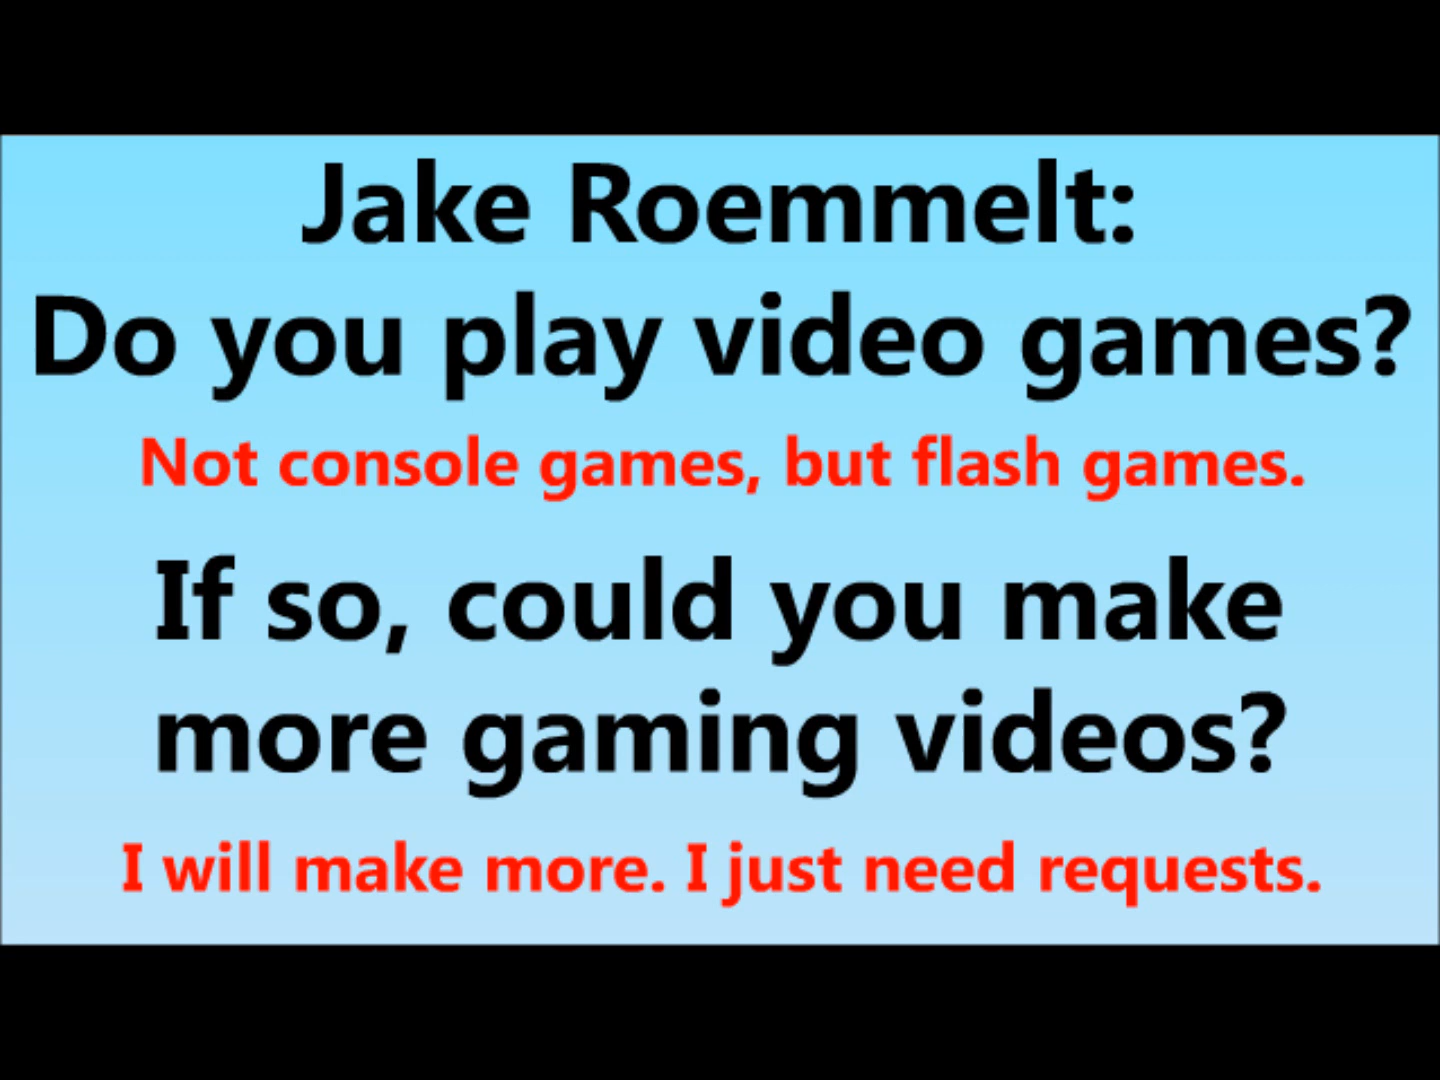 Jake Roemmelt:
Do you play video games?
Not console games, but flash games.
If so, could you make
more gaming videos?
I will make more. I just need requests.